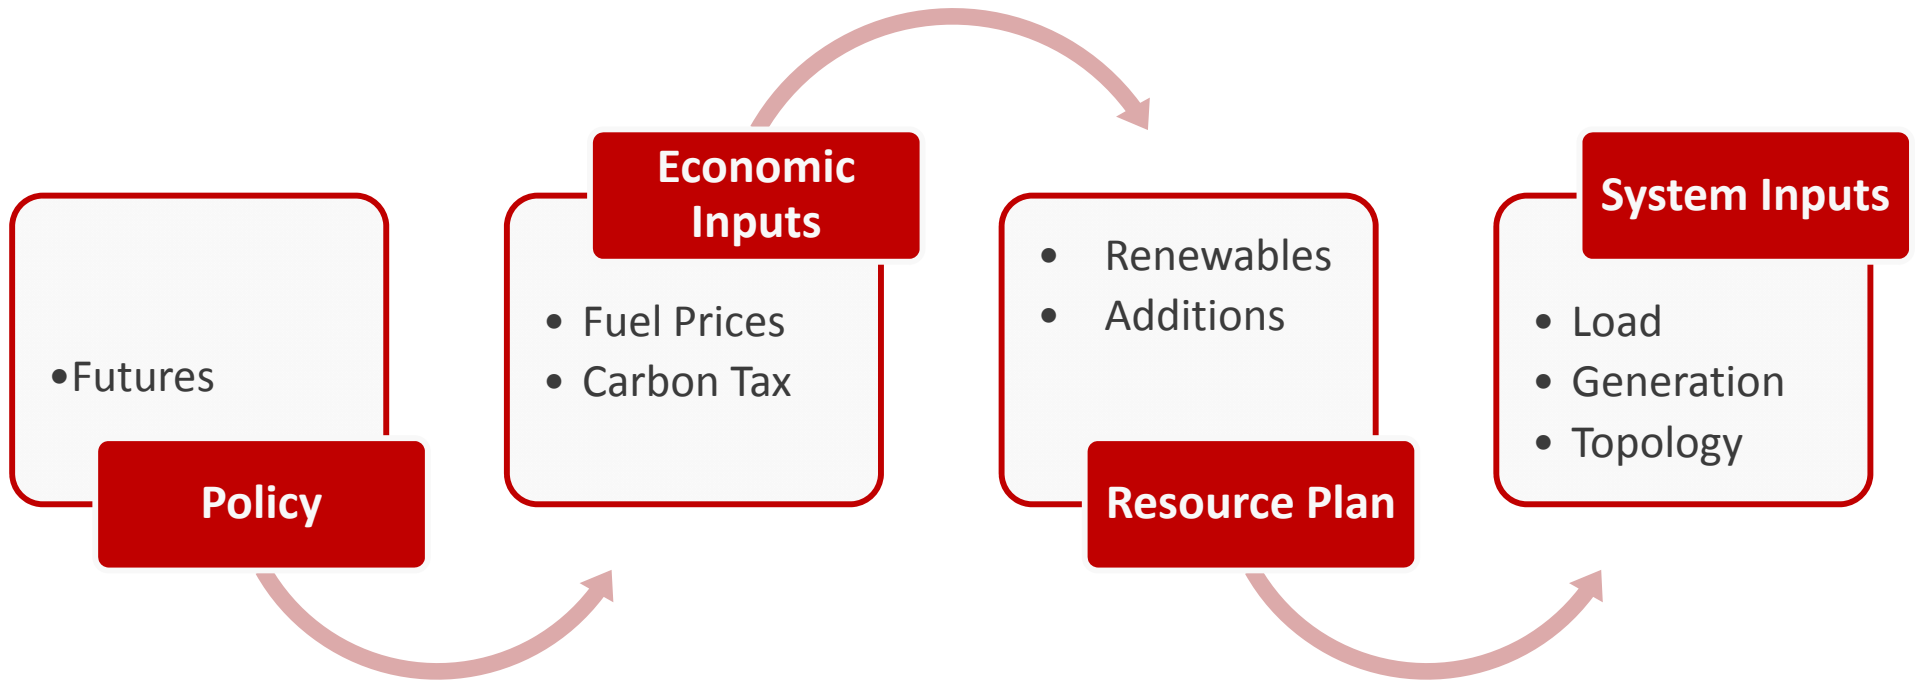 •Futures
Policy
Economic
Inputs
• Fuel Prices
• Carbon Tax
• Renewables
• Additions
Resource Plan
System Inputs
• Load
• Generation
• Topology